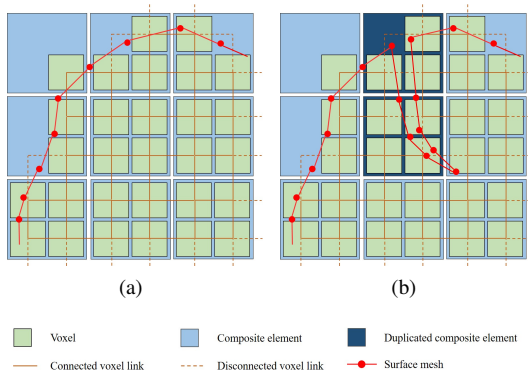 (a)
(b)
Voxel
Composite element
Duplicated composite element
Connected voxel link
Disconnected voxel link
Surface mesh